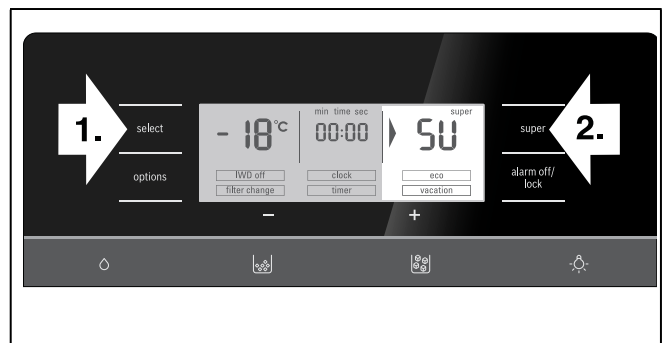 1.
select
options
- 18 °C
min time sec
00:00
super
SU
IWD off
clock
eco
filter change
timer
vacation
super
2.
alarm off/
lock
–
+